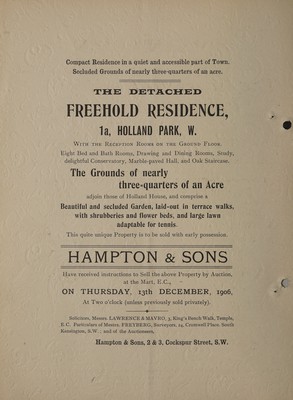 Compact Residence in a quiet and accessible part of Town.
Secluded Grounds of nearly three-quarters of an acre.
THE DETACHED
FREEHOLD RESIDENCE,
1a, HOLLAND PARK, W.
WITH THE RECEPTION ROOMS ON THE GROUND FLOOR.
Eight Bed and Bath Rooms, Drawing and Dining Rooms, Study,
delightful Conservatory, Marble-paved Hall, and Oak Staircase.
The Grounds of nearly
three-quarters of an Acre
adjoin those of Holland House, and comprise a
Beautiful and secluded Garden, laid-out in terrace walks,
with shrubberies and flower beds, and large lawn
adaptable for tennis.
This quite unique Property is to be sold with early possession.
HAMPTON & SONS
Have received instructions to Sell the above Property by Auction,
at the Mart, E.C.,
ON THURSDAY, 13th DECEMBER, 1906,
At Two o'clock (unless previously sold privately).
Solicitors, Messrs. LAWRENCE & MAVRO, 3, King's Bench Walk, Temple,
E.C. Particulars of Messrs. FREYBERG, Surveyors, 24, Cromwell Place, South
Kensington, S.W.; and of the Auctioneers,
Hampton & Sons, 2 & 3, Cockspur Street, S.W.